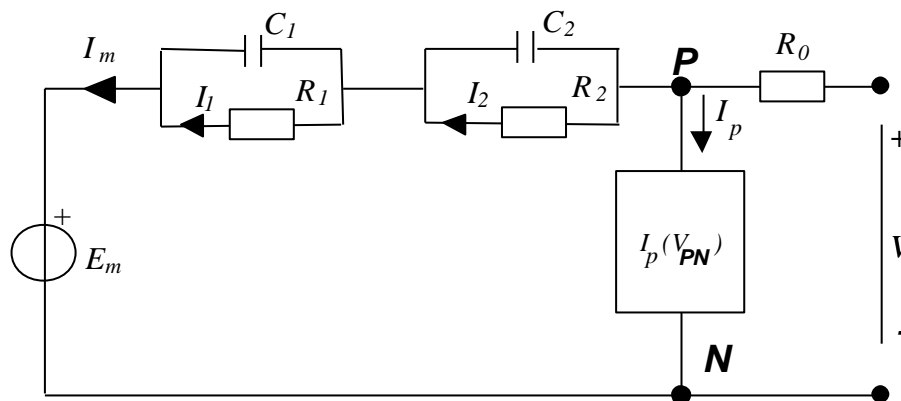 I_m
C_1
C_2
P
R_0
I_1
R_1
I_2
R_2
I_p
+
+
E_m
I_p(V_PN)
V
-
N